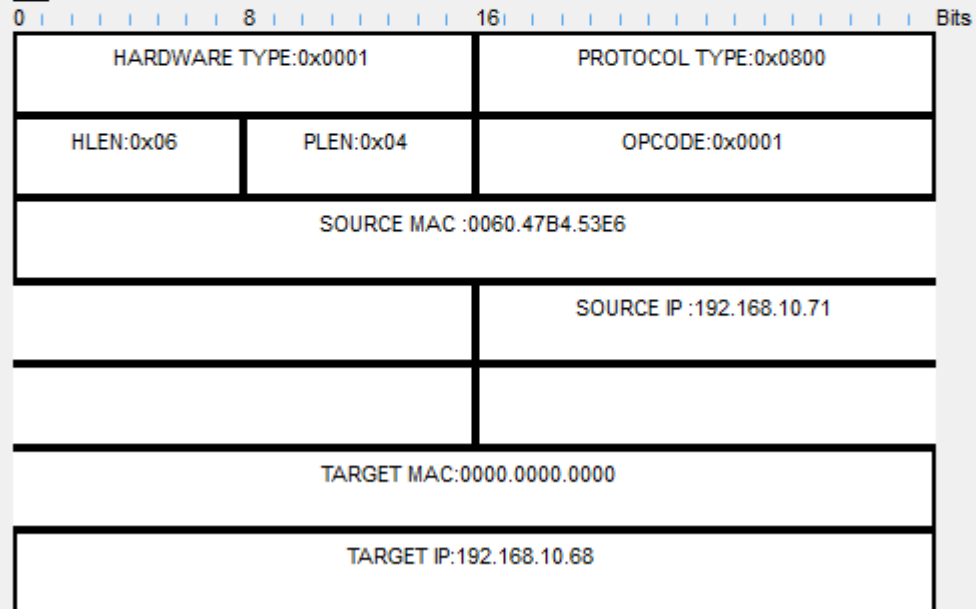 0 8 16 Bits
HARDWARE TYPE:0x0001 PROTOCOL TYPE:0x0800
HLEN:0x06 PLEN:0x04 OPCODE:0x0001
SOURCE MAC :0060.47B4.53E6
SOURCE IP :192.168.10.71
TARGET MAC:0000.0000.0000
TARGET IP:192.168.10.68